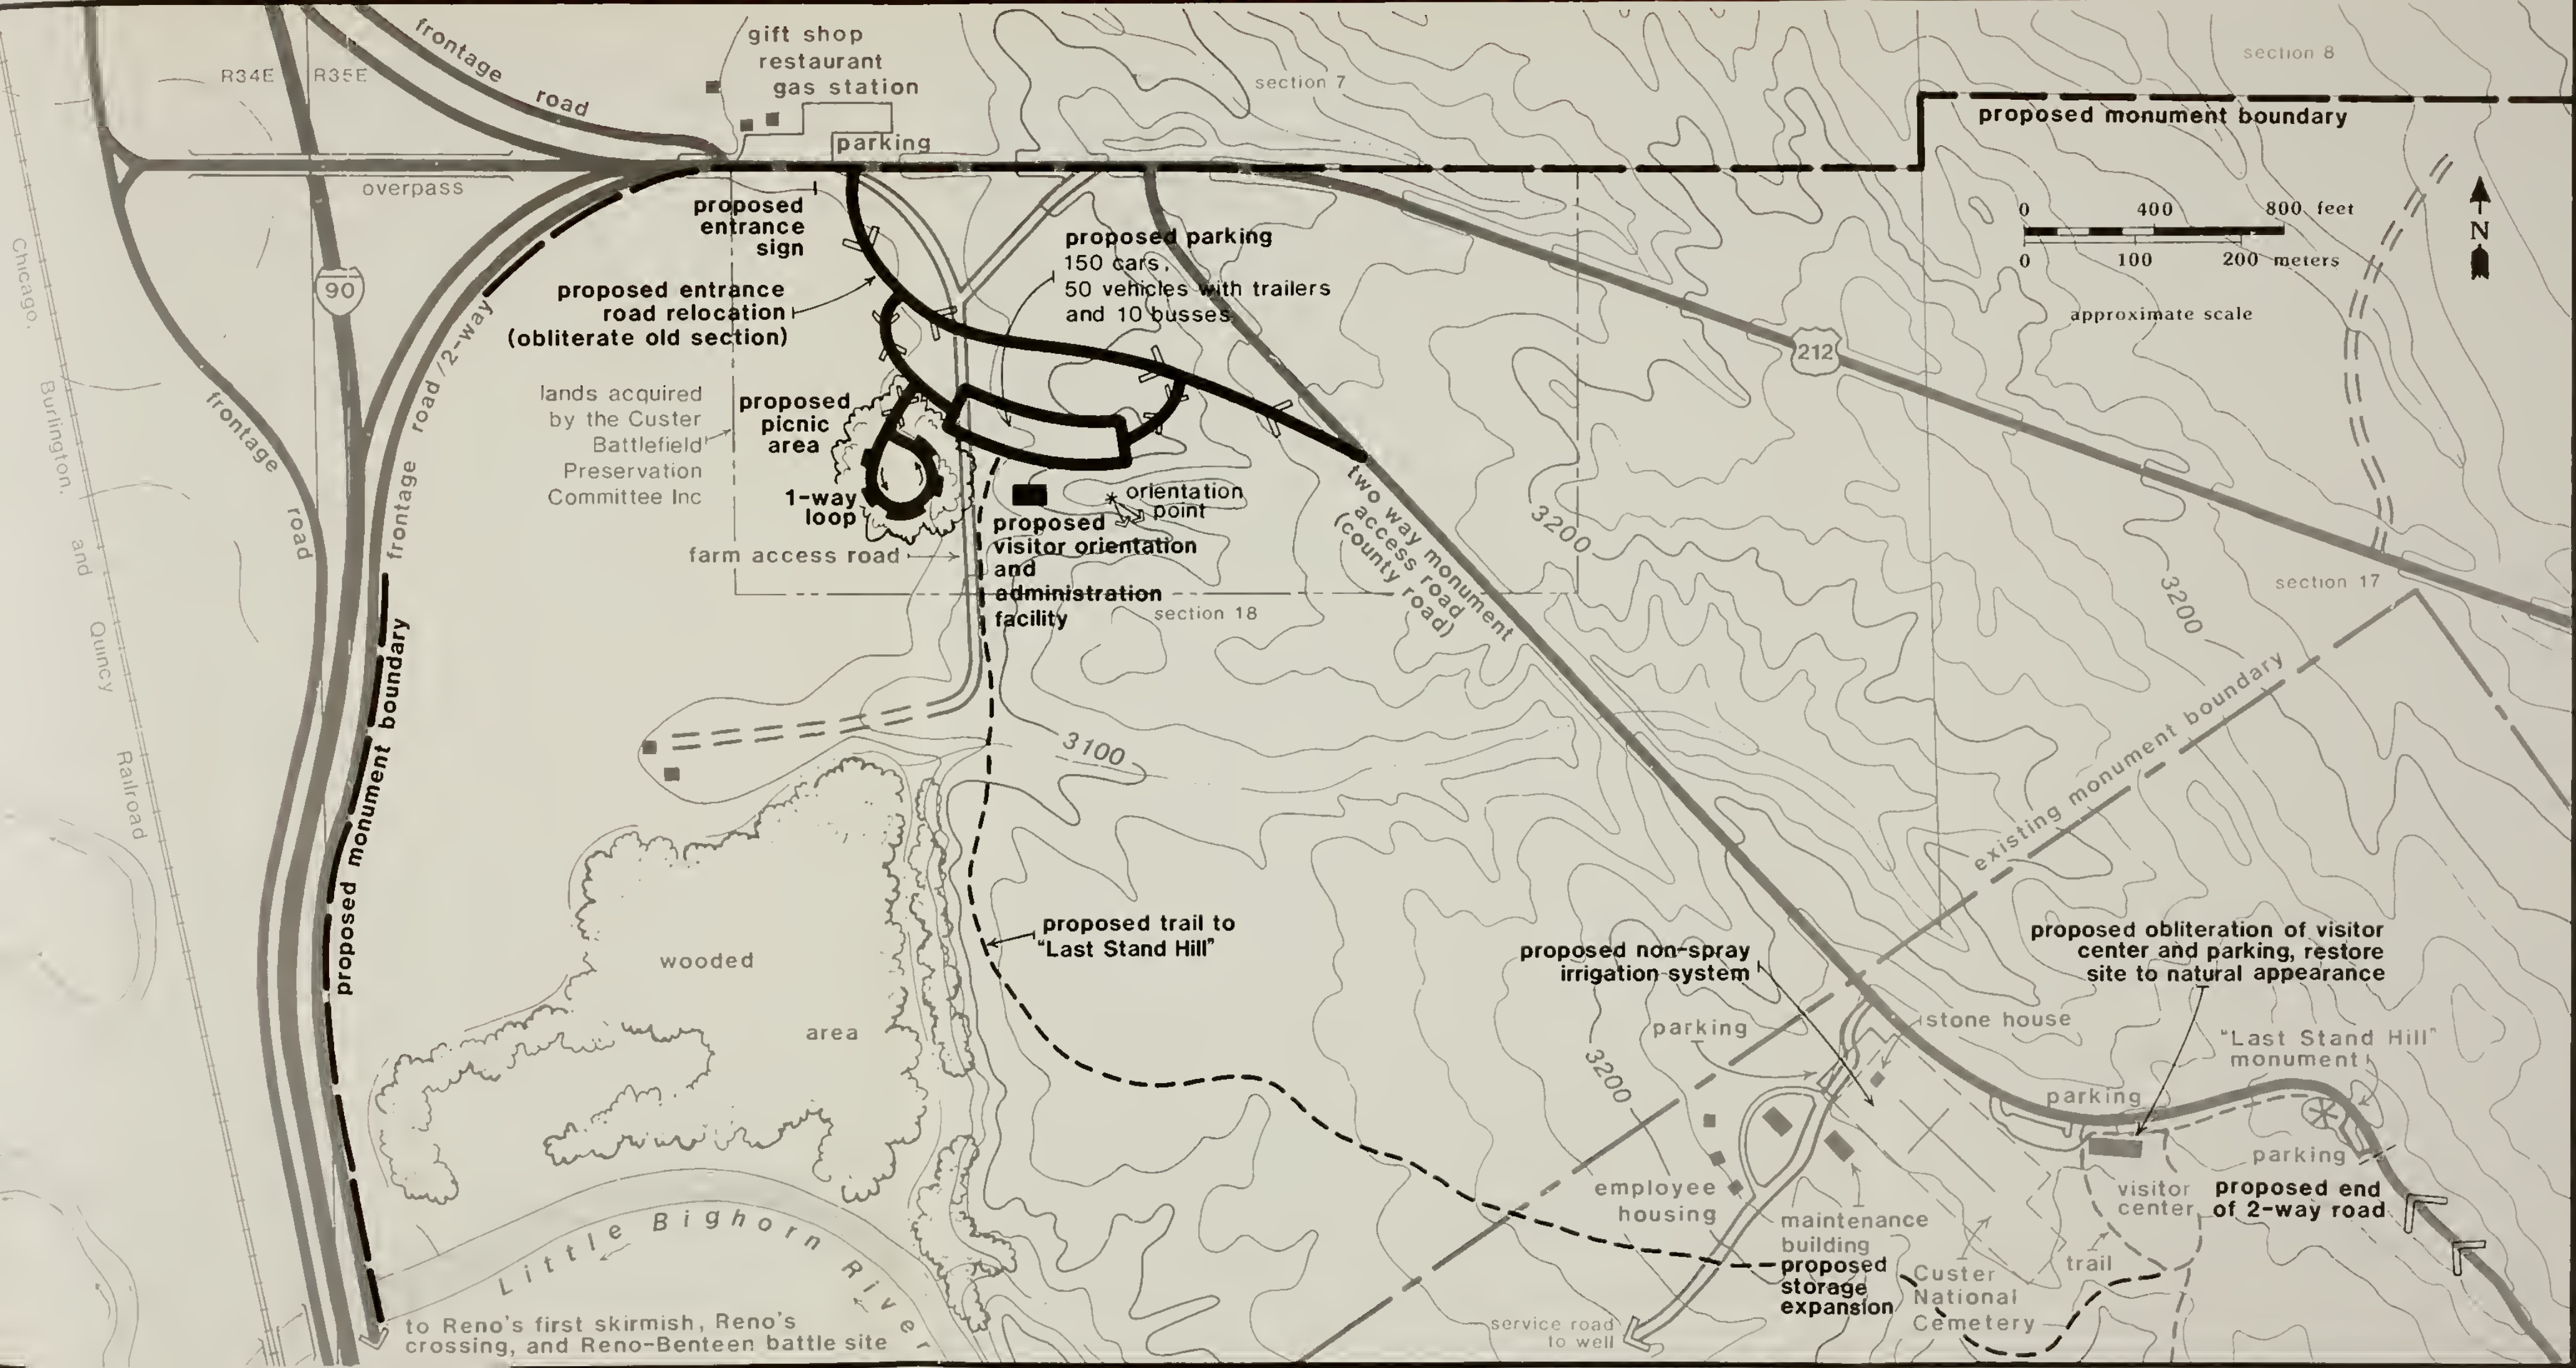 frontage
road
gift shop
restaurant
gas station
parking
R34E
R35E
overpass
section 7
section 8
proposed monument boundary
0 400 800 feet
0 100 200 meters
approximate scale
N
proposed
entrance
sign
proposed parking
150 cars,
50 vehicles with trailers
and 10 busses
proposed entrance
road relocation
(obliterate old section)
90
212
frontage road /2-way
frontage
road
lands acquired
by the Custer
Battlefield
Preservation
Committee Inc
proposed
picnic
area
1-way
loop
orientation
point
proposed
visitor orientation
and
administration
facility
farm access road
section 18
two way monument
access road
(county road)
3200
3200
section 17
Chicago,
Burlington,
and
Quincy
Railroad
proposed monument boundary
3100
existing monument boundary
wooded
area
proposed trail to
"Last Stand Hill"
proposed non-spray
irrigation system
proposed obliteration of visitor
center and parking, restore
site to natural appearance
parking
stone house
"Last Stand Hill"
monument
3200
parking
parking
employee
housing
maintenance
building
proposed
storage
expansion
visitor
center
proposed end
of 2-way road
trail
Custer
National
Cemetery
Little Bighorn River
to Reno's first skirmish, Reno's
crossing, and Reno-Benteen battle site
service road
to well